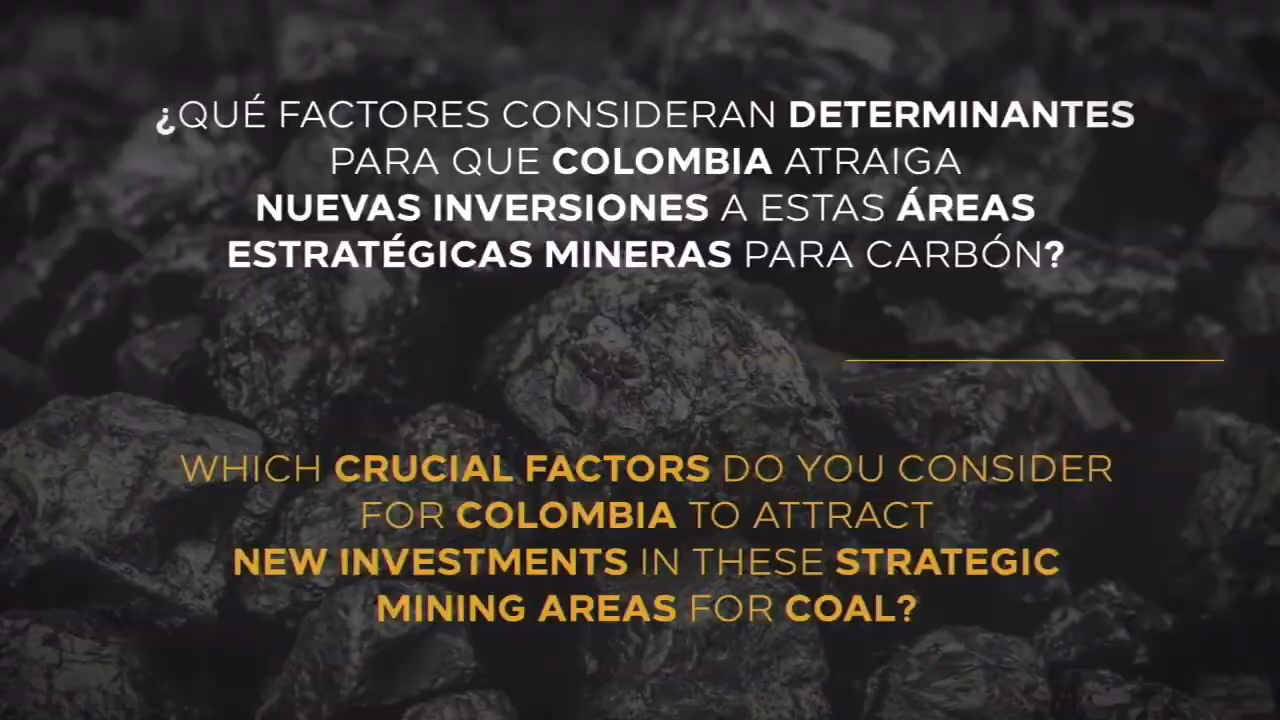 ¿QUÉ FACTORES CONSIDERAN DETERMINANTES
PARA QUE COLOMBIA ATRAIGA
NUEVAS INVERSIONES A ESTAS ÁREAS
ESTRATÉGICAS MINERAS PARA CARBÓN?
WHICH CRUCIAL FACTORS DO YOU CONSIDER
FOR COLOMBIA TO ATTRACT
NEW INVESTMENTS IN THESE STRATEGIC
MINING AREAS FOR COAL?